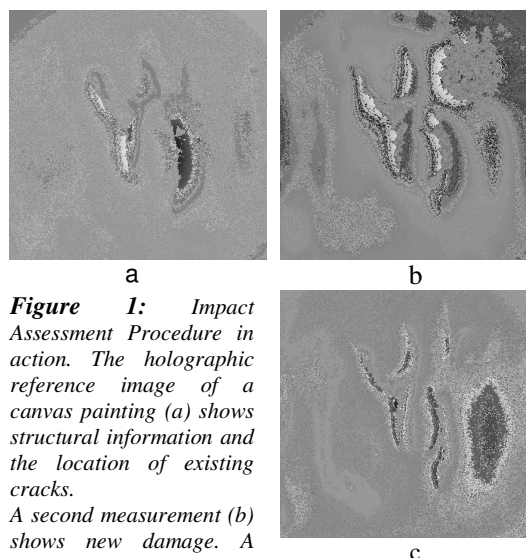 a
b
Figure 1: Impact
Assessment Procedure in
action. The holographic
reference image of a
canvas painting (a) shows
structural information and
the location of existing
cracks.
A second measurement (b)
shows new damage. A
c